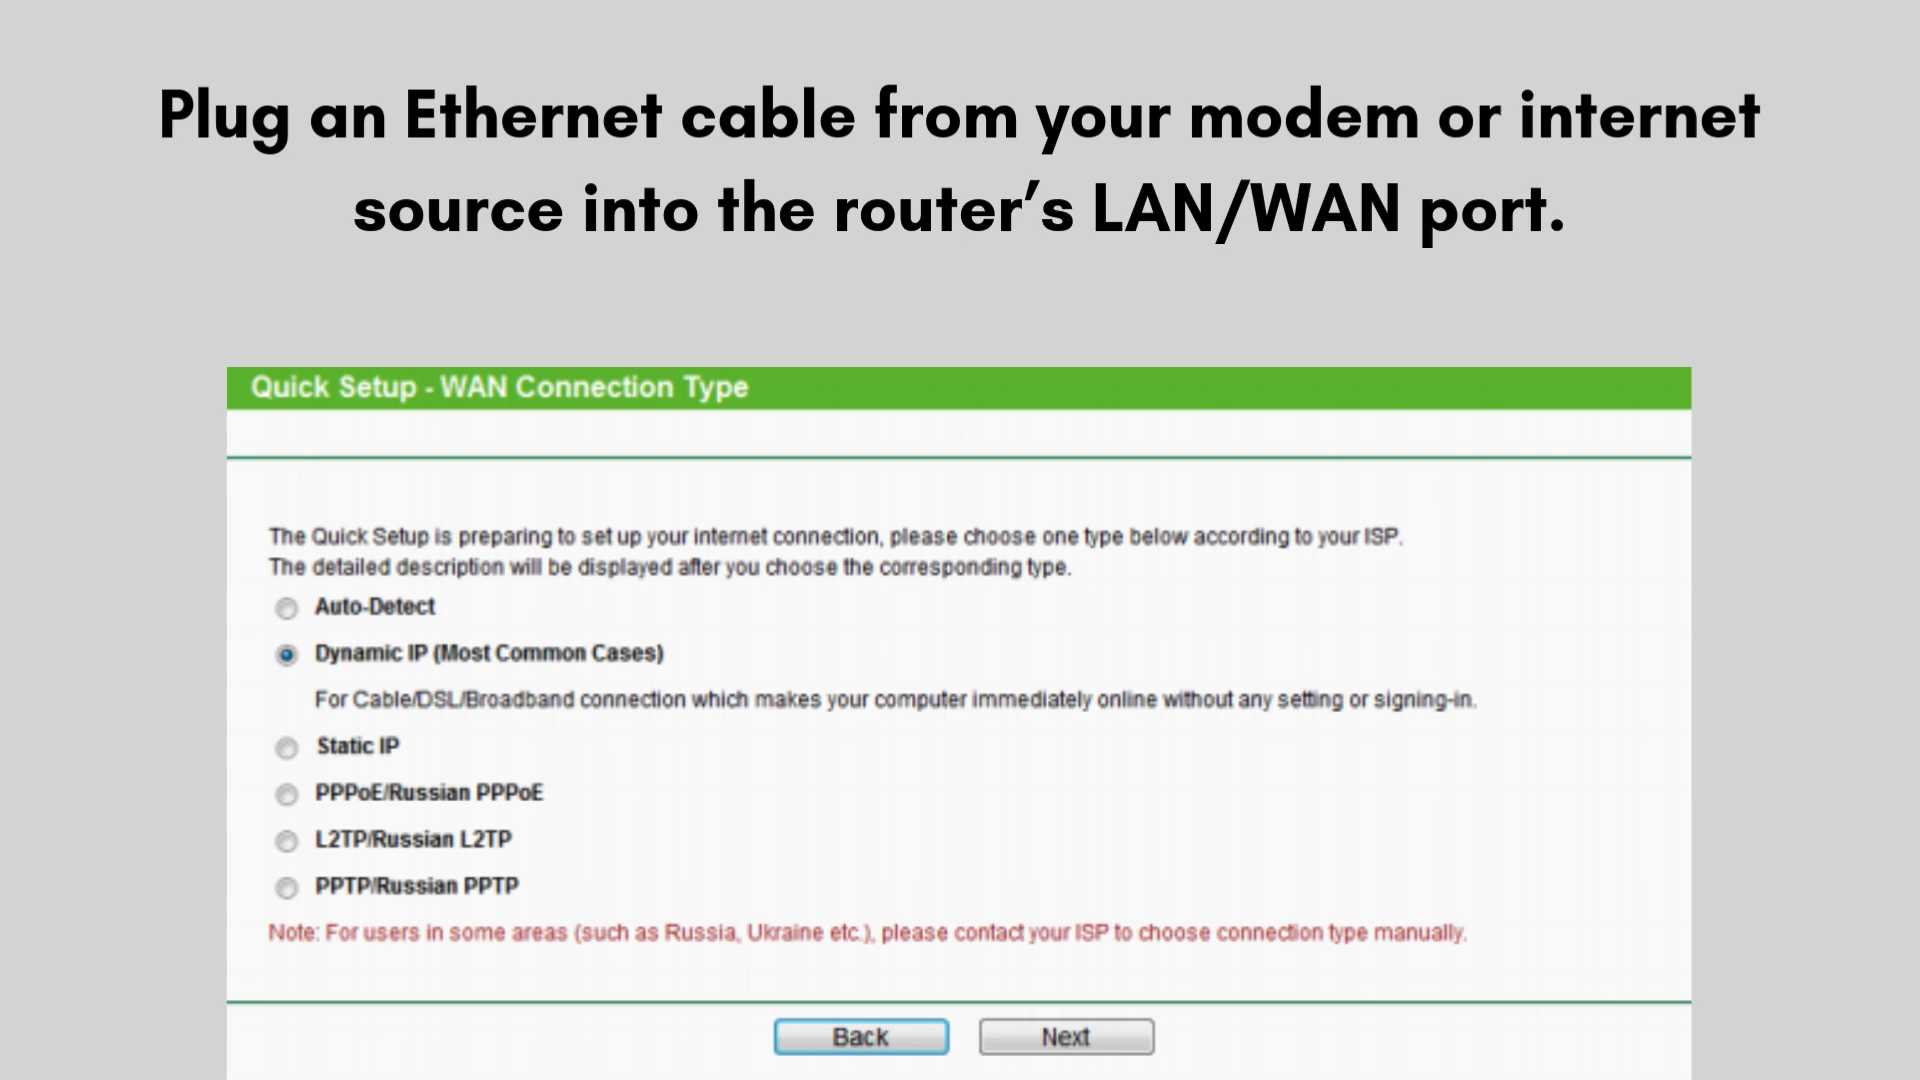 Plug an Ethernet cable from your modem or internet
source into the router’s LAN/WAN port.
Quick Setup - WAN Connection Type
The Quick Setup is preparing to set up your internet connection, please choose one type below according to your ISP.
The detailed description will be displayed after you choose the corresponding type.
Auto-Detect
Dynamic IP (Most Common Cases)
For Cable/DSL/Broadband connection which makes your computer immediately online without any setting or signing-in.
Static IP
PPPoE/Russian PPPoE
L2TP/Russian L2TP
PPTP/Russian PPTP
Note: For users in some areas (such as Russia, Ukraine etc.), please contact your ISP to choose connection type manually.
Back Next